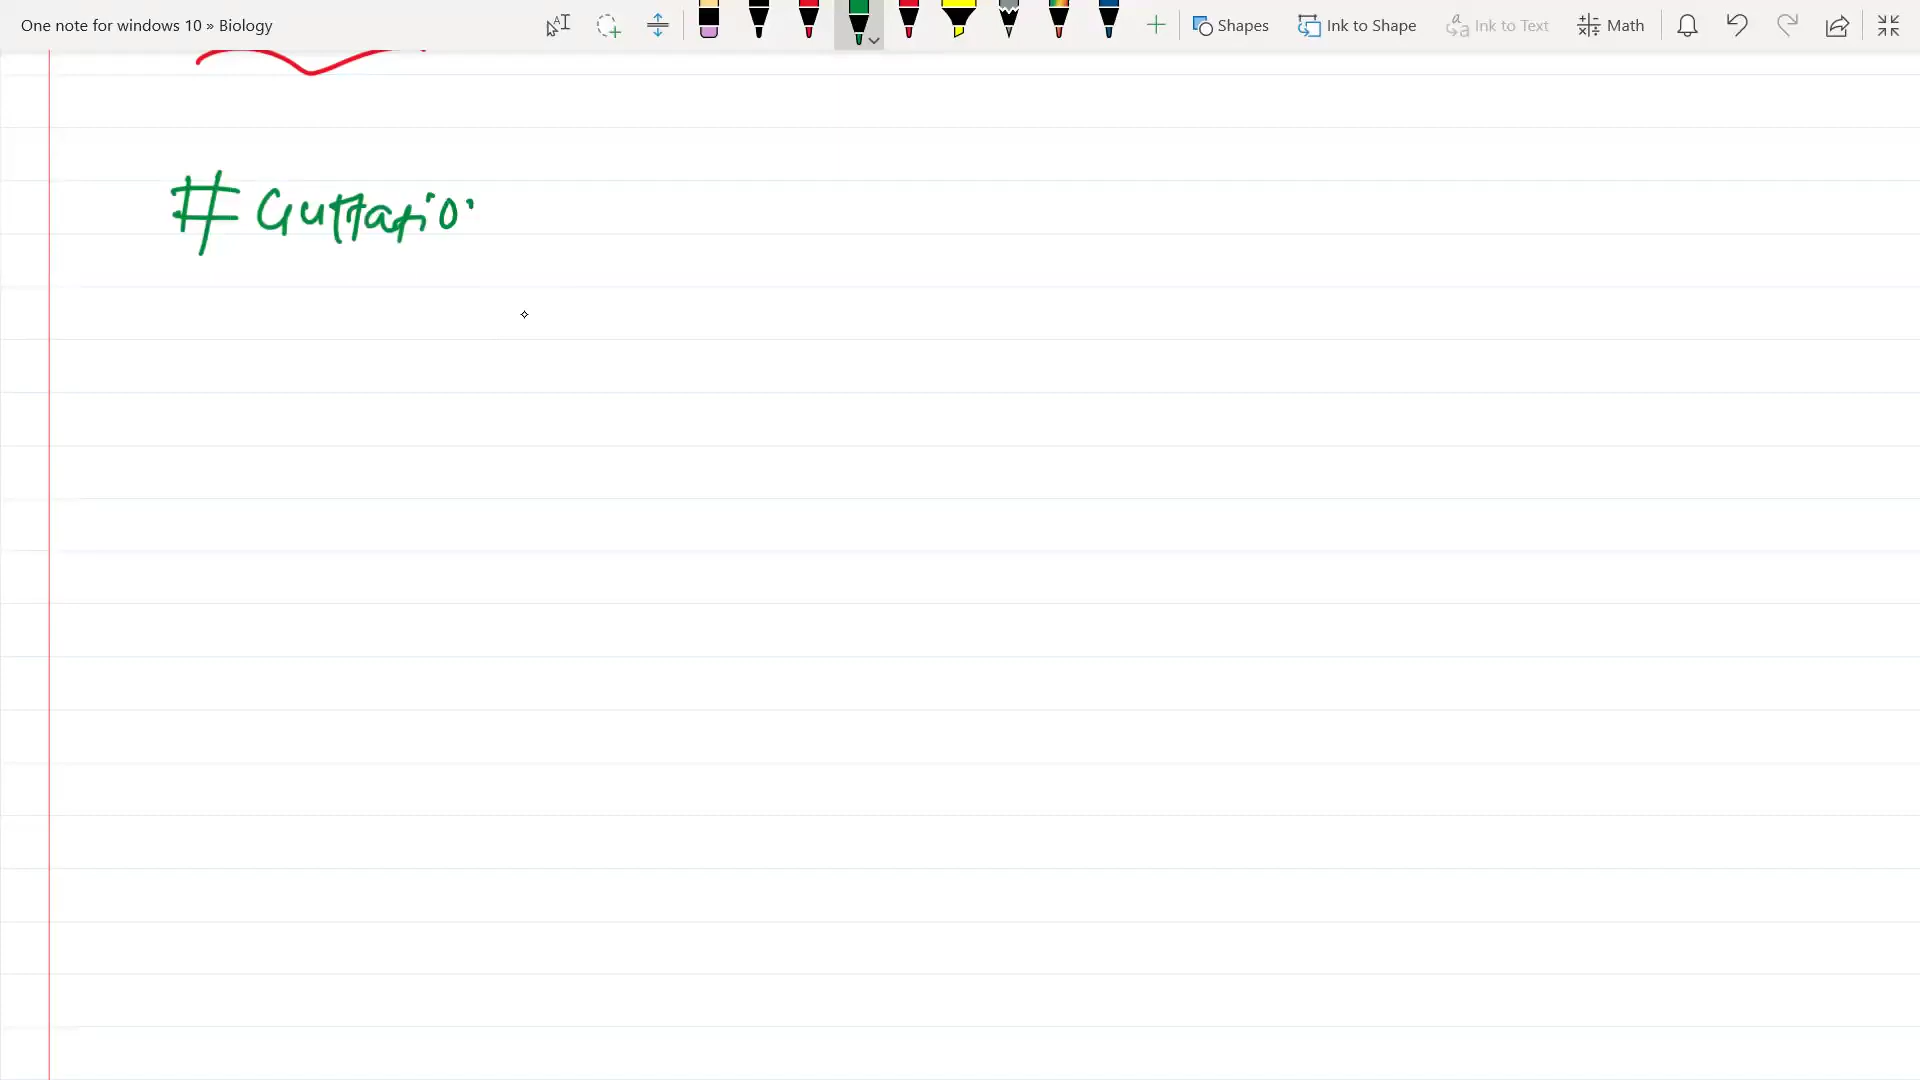 One note for windows 10 » Biology
Shapes
Ink to Shape
Ink to Text
Math
# Guttatio